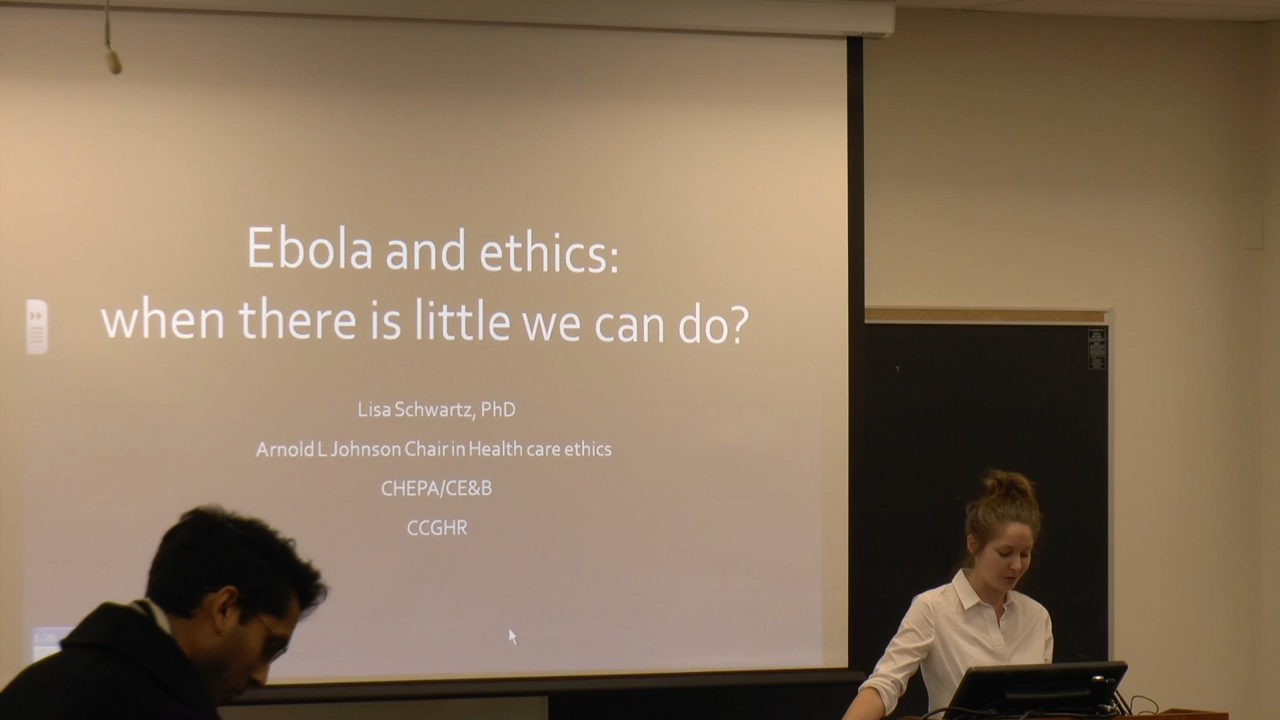 Ebola and ethics:
when there is little we can do?
Lisa Schwartz, PhD
Arnold L Johnson Chair in Health care ethics
CHEPA/CE&B
CCGHR